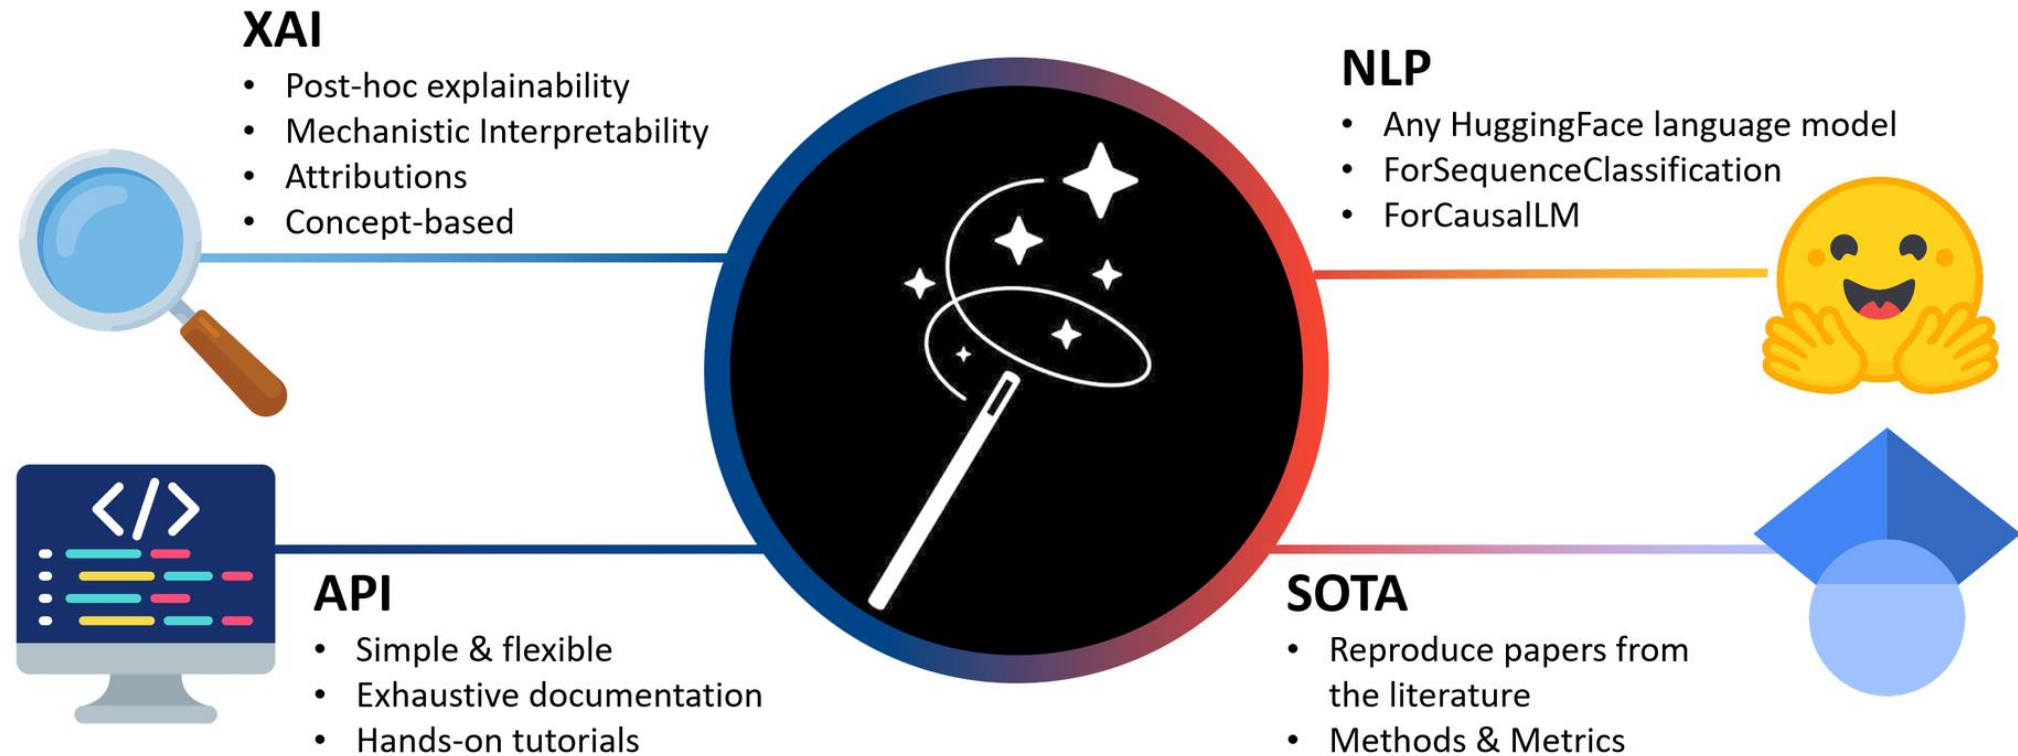 XAI
• Post-hoc explainability
• Mechanistic Interpretability
• Attributions
• Concept-based
NLP
• Any HuggingFace language model
• ForSequenceClassification
• ForCausalLM
</>
API
• Simple & flexible
• Exhaustive documentation
• Hands-on tutorials
SOTA
• Reproduce papers from
the literature
• Methods & Metrics